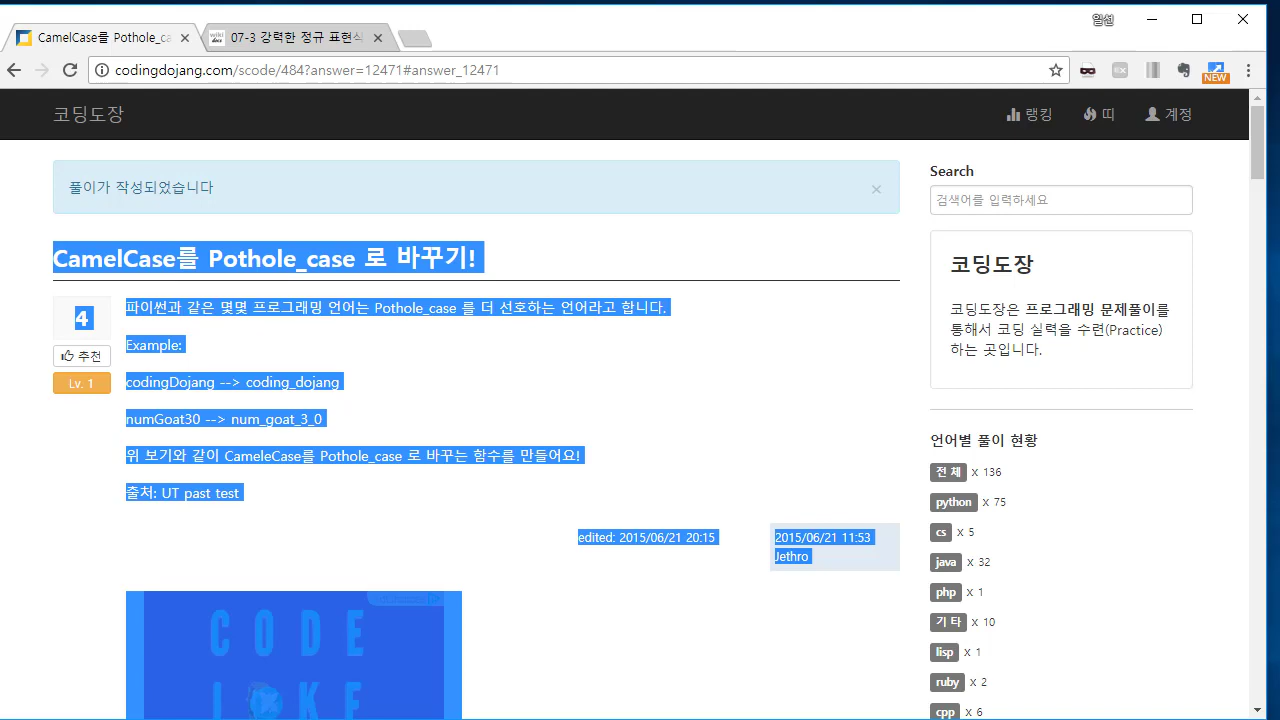 일선
CamelCase를 Pothole_ca
07-3 강력한 정규 표현식
codingdojang.com/scode/484?answer=12471#answer_12471
NEW
코딩도장
랭킹
띠
계정
풀이가 작성되었습니다
×
CamelCase를 Pothole_case 로 바꾸기!
4
추천
Lv. 1
파이썬과 같은 몇몇 프로그래밍 언어는 Pothole_case 를 더 선호하는 언어라고 합니다.
Example:
codingDojang --> coding_dojang
numGoat30 --> num_goat_3_0
위 보기와 같이 CameleCase를 Pothole_case 로 바꾸는 함수를 만들어요!
출처: UT past test
edited: 2015/06/21 20:15
2015/06/21 11:53
Jethro
CODE
Search
검색어를 입력하세요
코딩도장
코딩도장은 프로그래밍 문제풀이를
통해서 코딩 실력을 수련(Practice)
하는 곳입니다.
언어별 풀이 현황
전체 x 136
python x 75
cs x 5
java x 32
php x 1
기타 x 10
lisp x 1
ruby x 2
cpp x 6